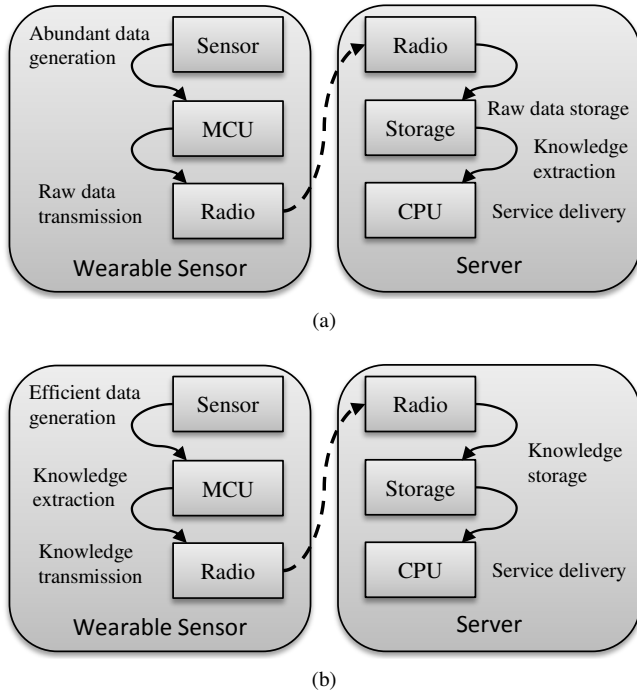 Abundant data
generation
Sensor
MCU
Raw data
transmission
Radio
Wearable Sensor
Radio
Raw data storage
Storage
Knowledge
extraction
CPU
Service delivery
Server
(a)
Efficient data
generation
Sensor
Knowledge
extraction
MCU
Knowledge
transmission
Radio
Wearable Sensor
Radio
Knowledge
storage
Storage
CPU
Service delivery
Server
(b)